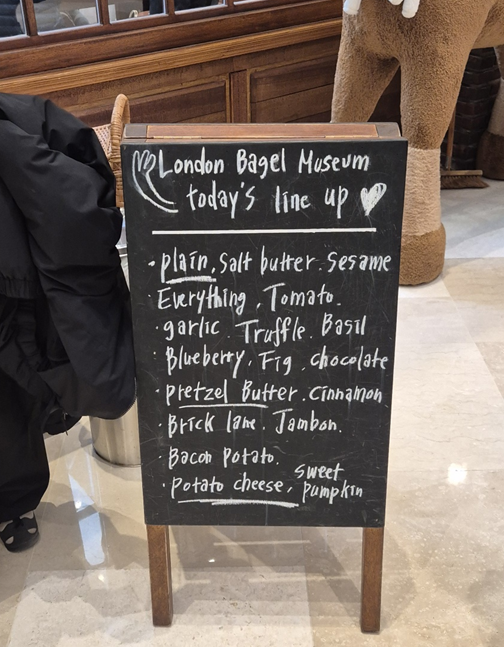 London Bagel Museum
today's line up
· plain, Salt butter. Sesame
· Everything, Tomato.
· garlic. Truffle. Basil
· Blueberry, Fig, chocolate
· pretzel Butter. cinnamon
· Brick lane. Jambon.
· Bacon potato.
· Potato cheese, sweet pumpkin